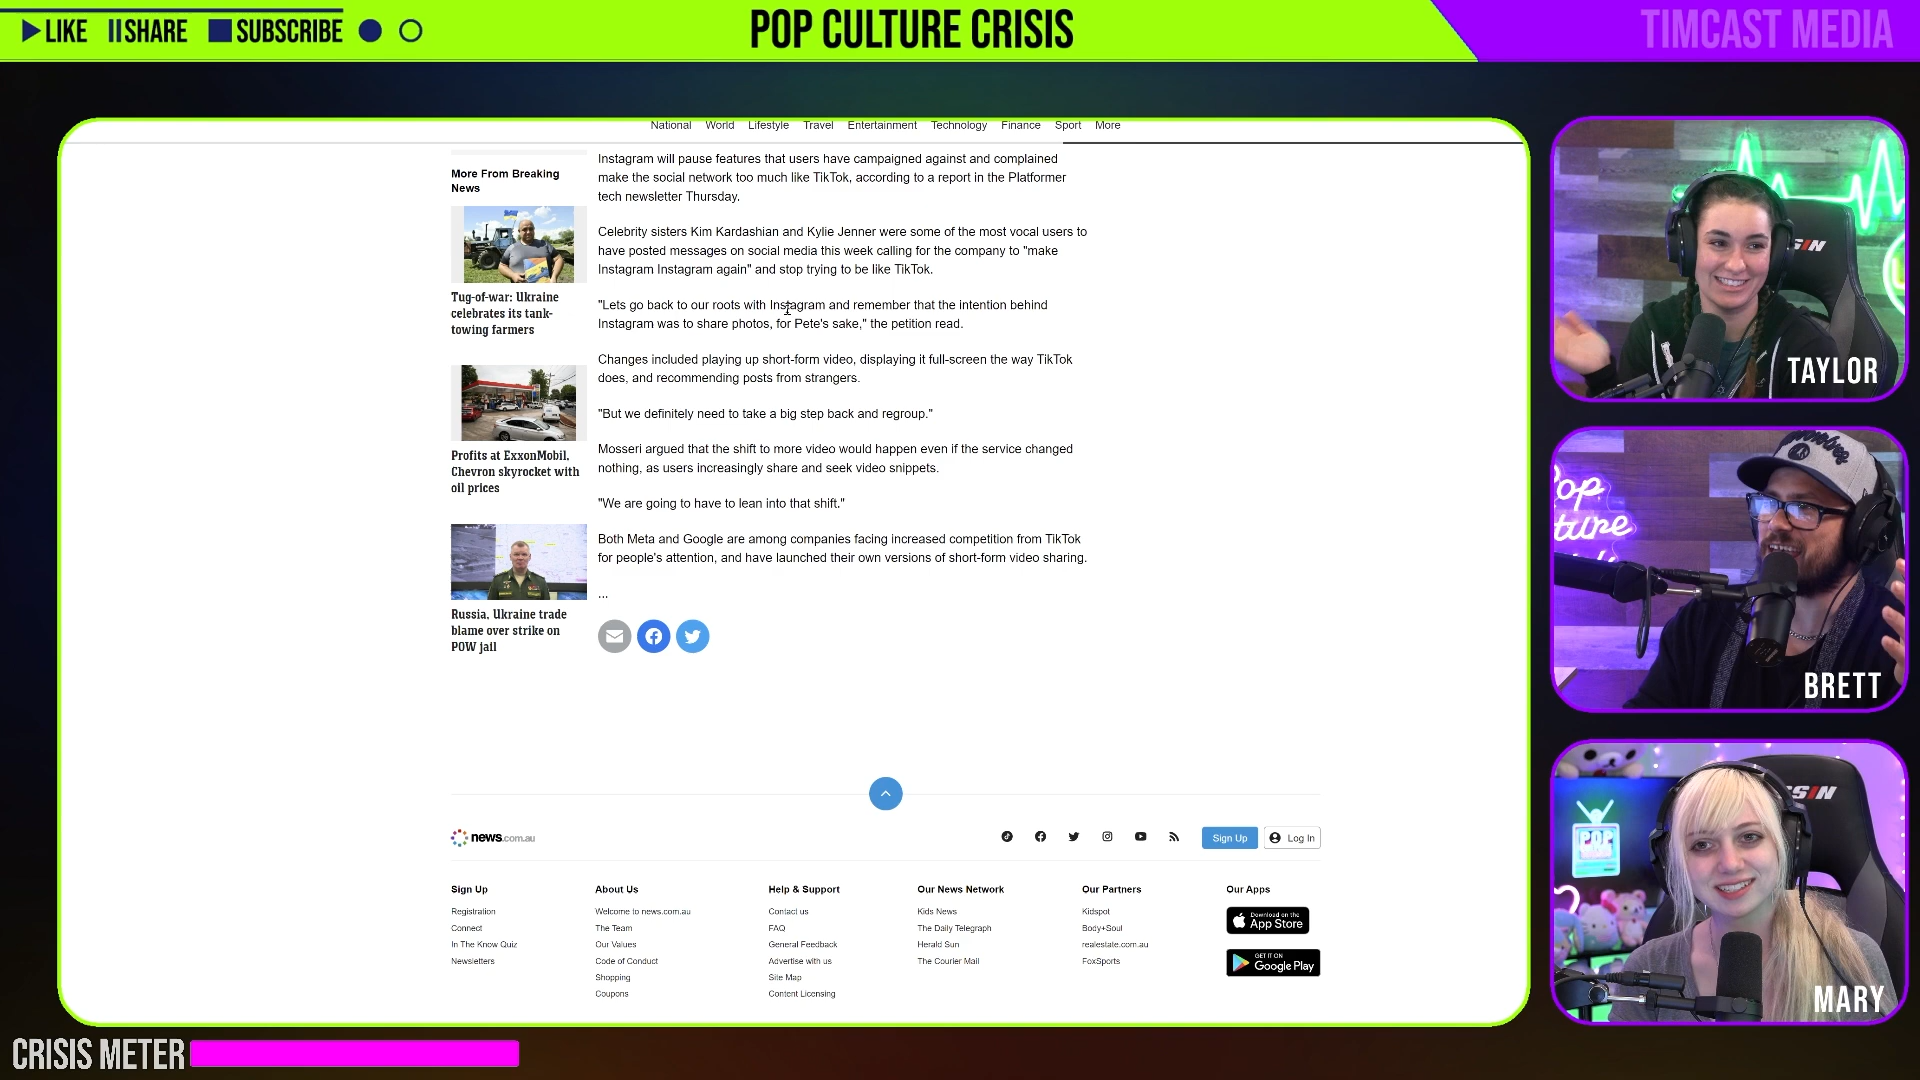 LIKE SHARE SUBSCRIBE
POP CULTURE CRISIS
TIMCAST MEDIA
National World Lifestyle Travel Entertainment Technology Finance Sport More
More From Breaking
News
Tug-of-war: Ukraine
celebrates its tank-
towing farmers
Profits at ExxonMobil,
Chevron skyrocket with
oil prices
Russia, Ukraine trade
blame over strike on
POW jail
Instagram will pause features that users have campaigned against and complained
make the social network too much like TikTok, according to a report in the Platformer
tech newsletter Thursday.
Celebrity sisters Kim Kardashian and Kylie Jenner were some of the most vocal users to
have posted messages on social media this week calling for the company to "make
Instagram Instagram again" and stop trying to be like TikTok.
"Lets go back to our roots with Instagram and remember that the intention behind
Instagram was to share photos, for Pete's sake," the petition read.
Changes included playing up short-form video, displaying it full-screen the way TikTok
does, and recommending posts from strangers.
"But we definitely need to take a big step back and regroup."
Mosseri argued that the shift to more video would happen even if the service changed
nothing, as users increasingly share and seek video snippets.
"We are going to have to lean into that shift."
Both Meta and Google are among companies facing increased competition from TikTok
for people's attention, and have launched their own versions of short-form video sharing.
...
news.com.au
Sign Up Log In
Sign Up
Registration
Connect
In The Know Quiz
Newsletters
About Us
Welcome to news.com.au
The Team
Our Values
Code of Conduct
Shopping
Coupons
Help & Support
Contact us
FAQ
General Feedback
Advertise with us
Site Map
Content Licensing
Our News Network
Kids News
The Daily Telegraph
Herald Sun
The Courier Mail
Our Partners
Kidspot
Body+Soul
realestate.com.au
FoxSports
Our Apps
Download on the
App Store
GET IT ON
Google Play
TAYLOR
BRETT
POP
MARY
CRISIS METER